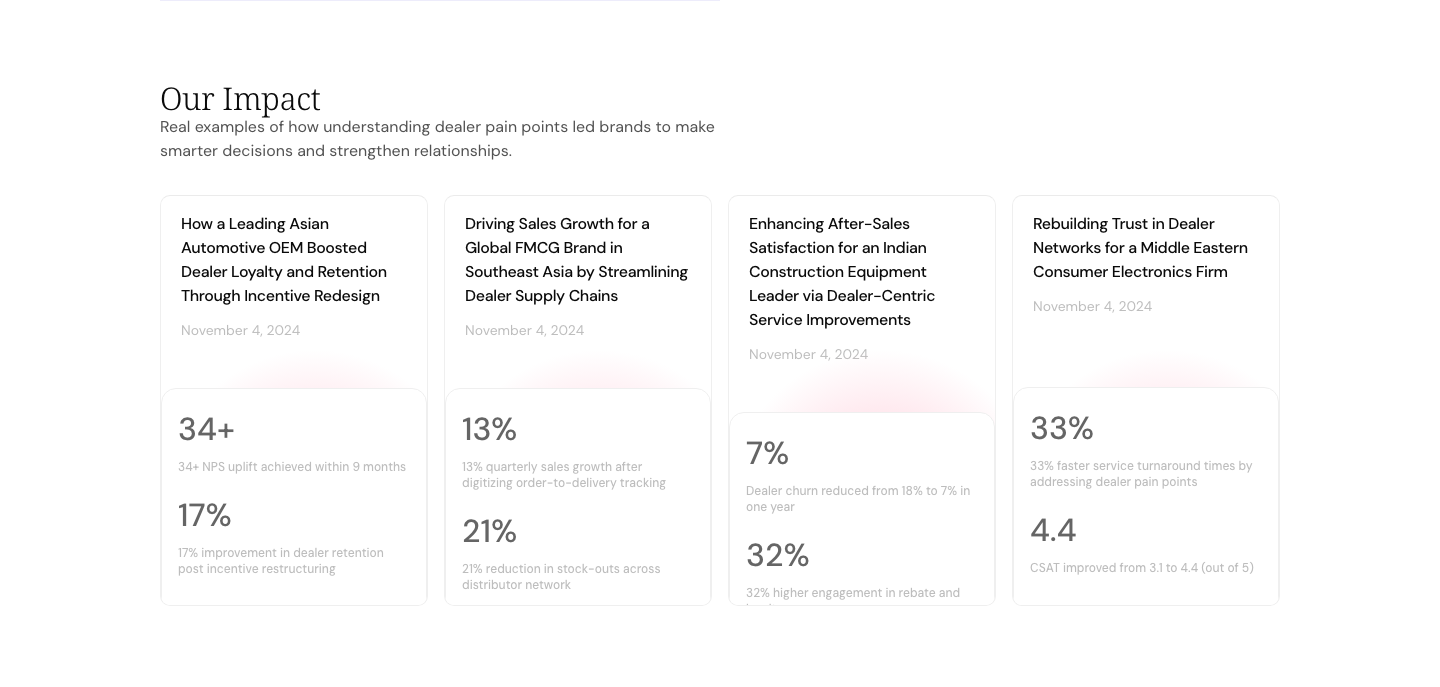 Our Impact
Real examples of how understanding dealer pain points led brands to make
smarter decisions and strengthen relationships.
How a Leading Asian
Automotive OEM Boosted
Dealer Loyalty and Retention
Through Incentive Redesign
November 4, 2024
34+
34+ NPS uplift achieved within 9 months
17%
17% improvement in dealer retention
post incentive restructuring
Driving Sales Growth for a
Global FMCG Brand in
Southeast Asia by Streamlining
Dealer Supply Chains
November 4, 2024
13%
13% quarterly sales growth after
digitizing order-to-delivery tracking
21%
21% reduction in stock-outs across
distributor network
Enhancing After-Sales
Satisfaction for an Indian
Construction Equipment
Leader via Dealer-Centric
Service Improvements
November 4, 2024
7%
Dealer churn reduced from 18% to 7% in
one year
32%
32% higher engagement in rebate and
Rebuilding Trust in Dealer
Networks for a Middle Eastern
Consumer Electronics Firm
November 4, 2024
33%
33% faster service turnaround times by
addressing dealer pain points
4.4
CSAT improved from 3.1 to 4.4 (out of 5)